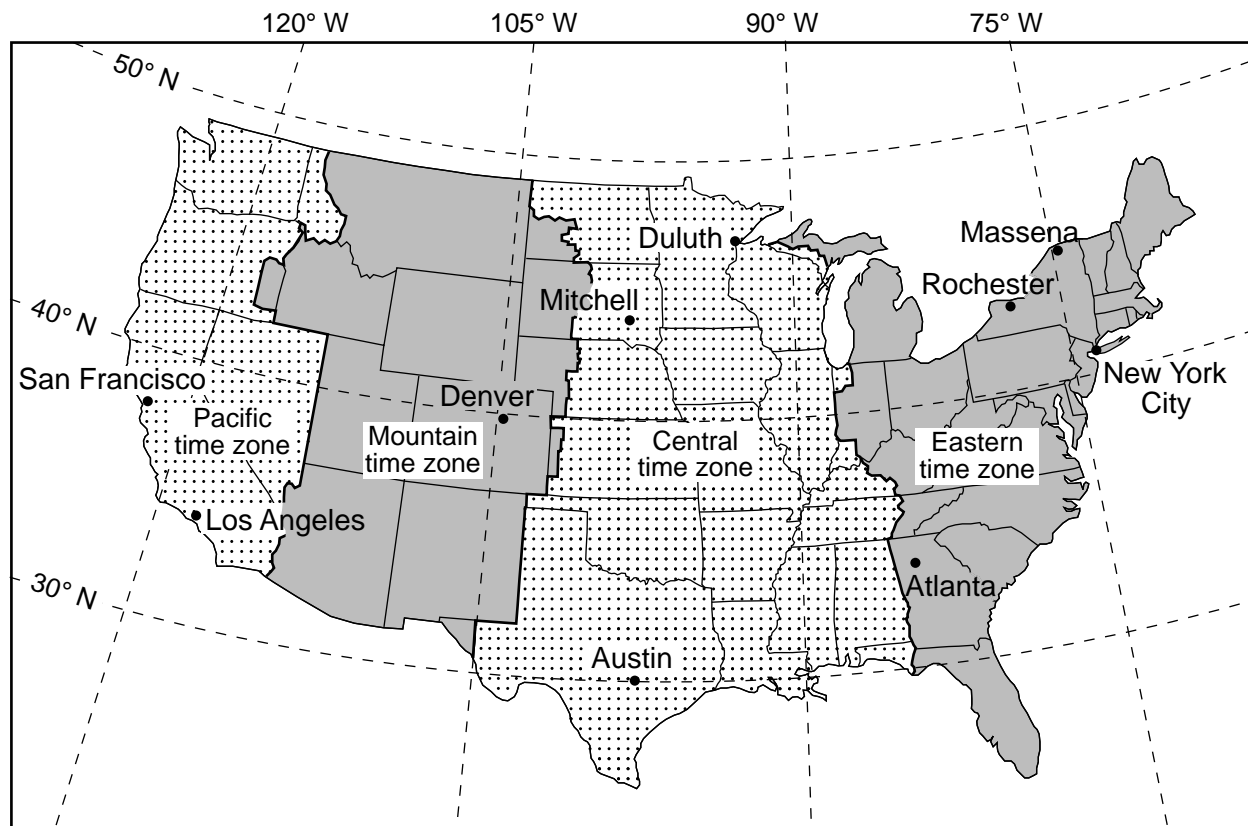 120° W
105° W
90° W
75° W
50° N
40° N
30° N
Duluth
Massena
Mitchell
Rochester
San Francisco
Denver
New York
City
Pacific
time zone
Mountain
time zone
Central
time zone
Eastern
time zone
Los Angeles
Atlanta
Austin